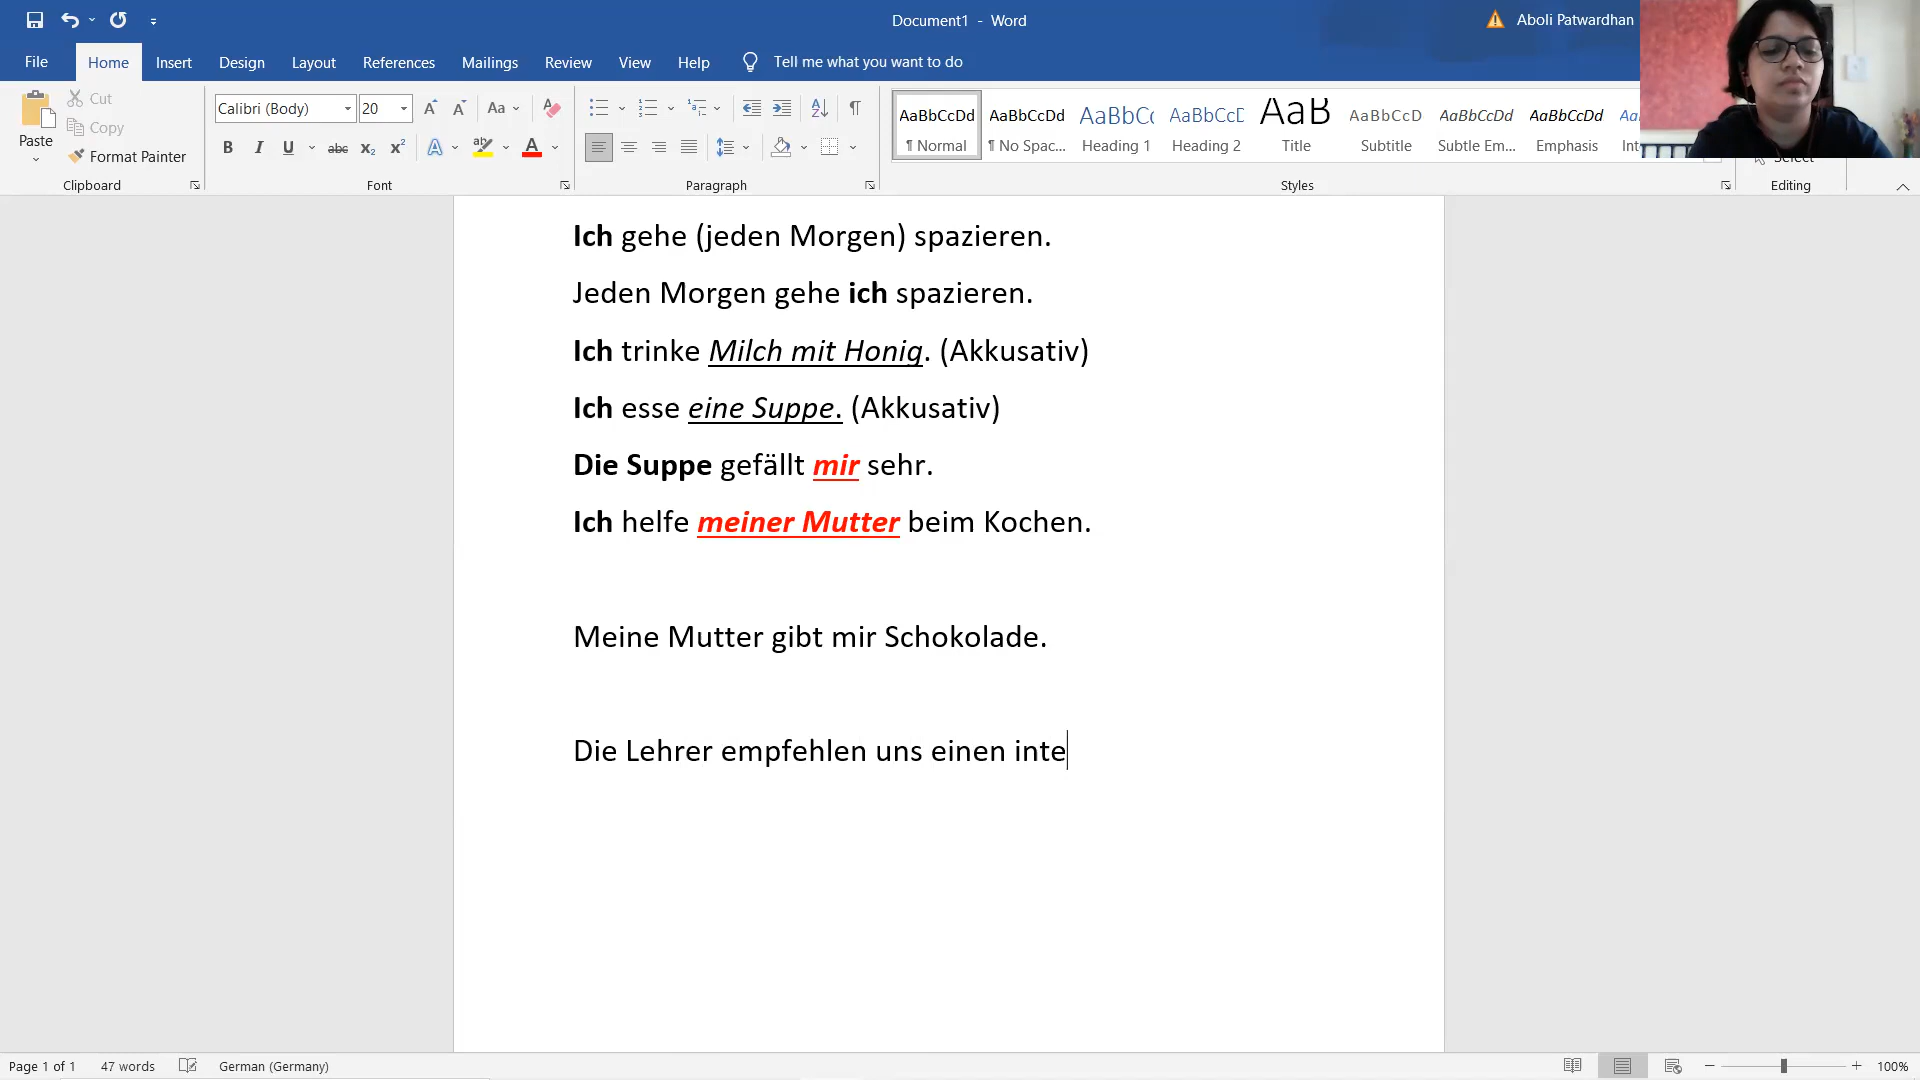 Document1 - Word
Aboli Patwardhan
File Home Insert Design Layout References Mailings Review View Help Tell me what you want to do
Paste
Cut
Copy
Format Painter
Clipboard
Calibri (Body) 20
Font
Paragraph
AaBbCcDd AaBbCcDd AaBbCc AaBbCcD AaB AaBbCcD AaBbCcDd AaBbCcDd
¶ Normal ¶ No Spac... Heading 1 Heading 2 Title Subtitle Subtle Em... Emphasis
Styles
Select
Editing
Ich gehe (jeden Morgen) spazieren.
Jeden Morgen gehe ich spazieren.
Ich trinke Milch mit Honig. (Akkusativ)
Ich esse eine Suppe. (Akkusativ)
Die Suppe gefällt mir sehr.
Ich helfe meiner Mutter beim Kochen.
Meine Mutter gibt mir Schokolade.
Die Lehrer empfehlen uns einen inte
Page 1 of 1 47 words German (Germany) 100%